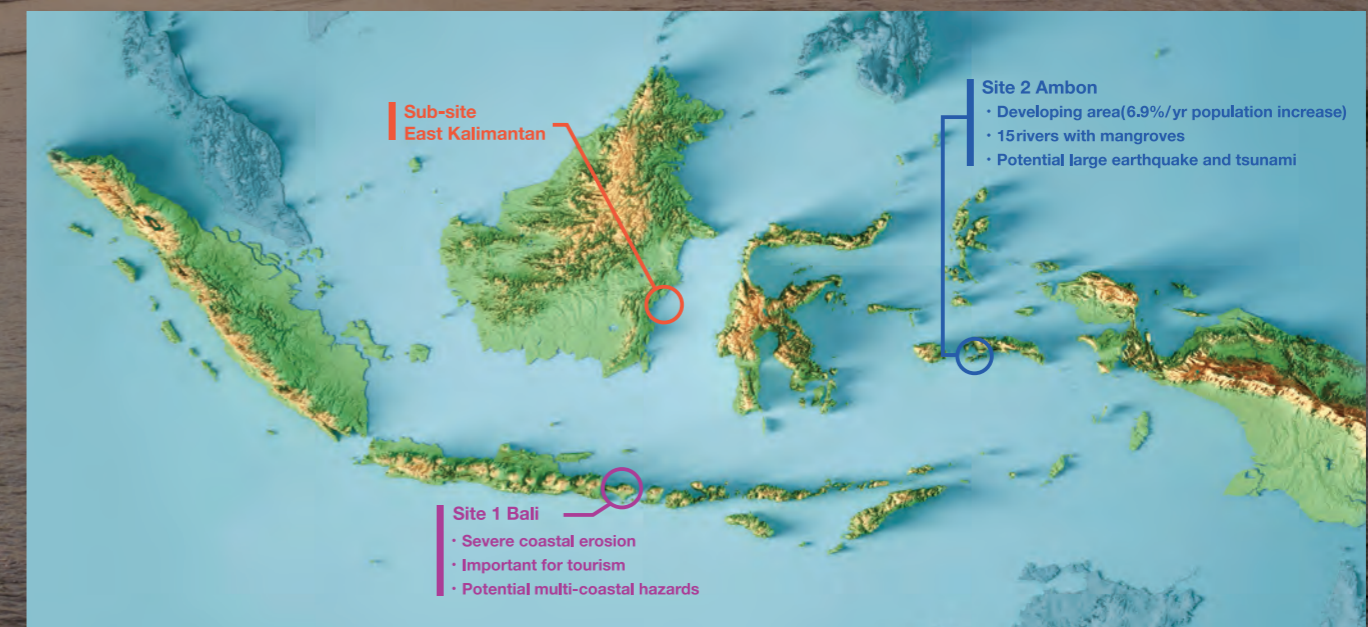 Sub-site
East Kalimantan
Site 2 Ambon
・Developing area(6.9%/yr population increase)
・15rivers with mangroves
・Potential large earthquake and tsunami
Site 1 Bali
・Severe coastal erosion
・Important for tourism
・Potential multi-coastal hazards